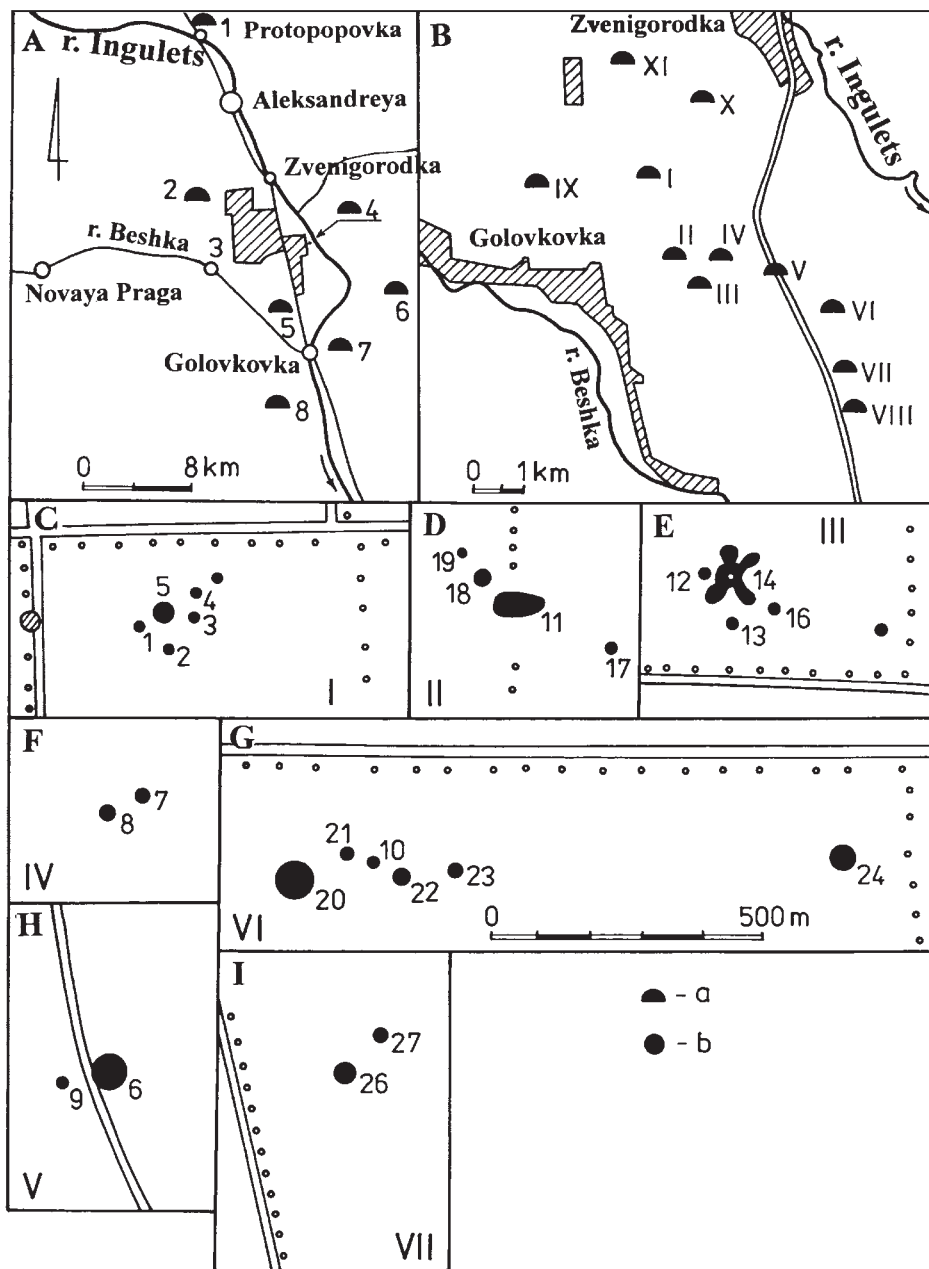 A
r. Ingulets
1
Protopopovka
Aleksandreya
Zvenigorodka
2
4
r. Beshka
3
Novaya Praga
5
6
7
Golovkovka
8
0 8 km
B
Zvenigorodka
r. Ingulets
XI
X
IX
I
Golovkovka
II
IV
III
V
VI
VII
VIII
r. Beshka
0 1 km
C
5
4
3
1
2
I
D
19
18
11
17
II
E
III
12
14
16
13
F
7
8
IV
G
21
10
23
22
20
24
VI
0 500 m
H
9
6
V
I
27
26
VII
- a
- b